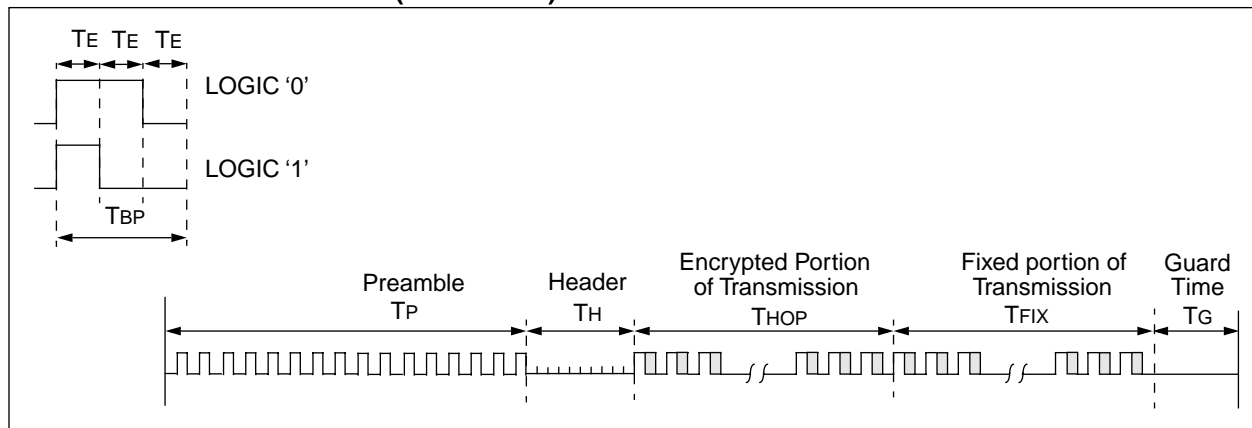 TE TE TE
LOGIC '0'
LOGIC '1'
TBP
Preamble
TP
Header
TH
Encrypted Portion
of Transmission
THOP
Fixed portion of
Transmission
TFIX
Guard
Time
TG